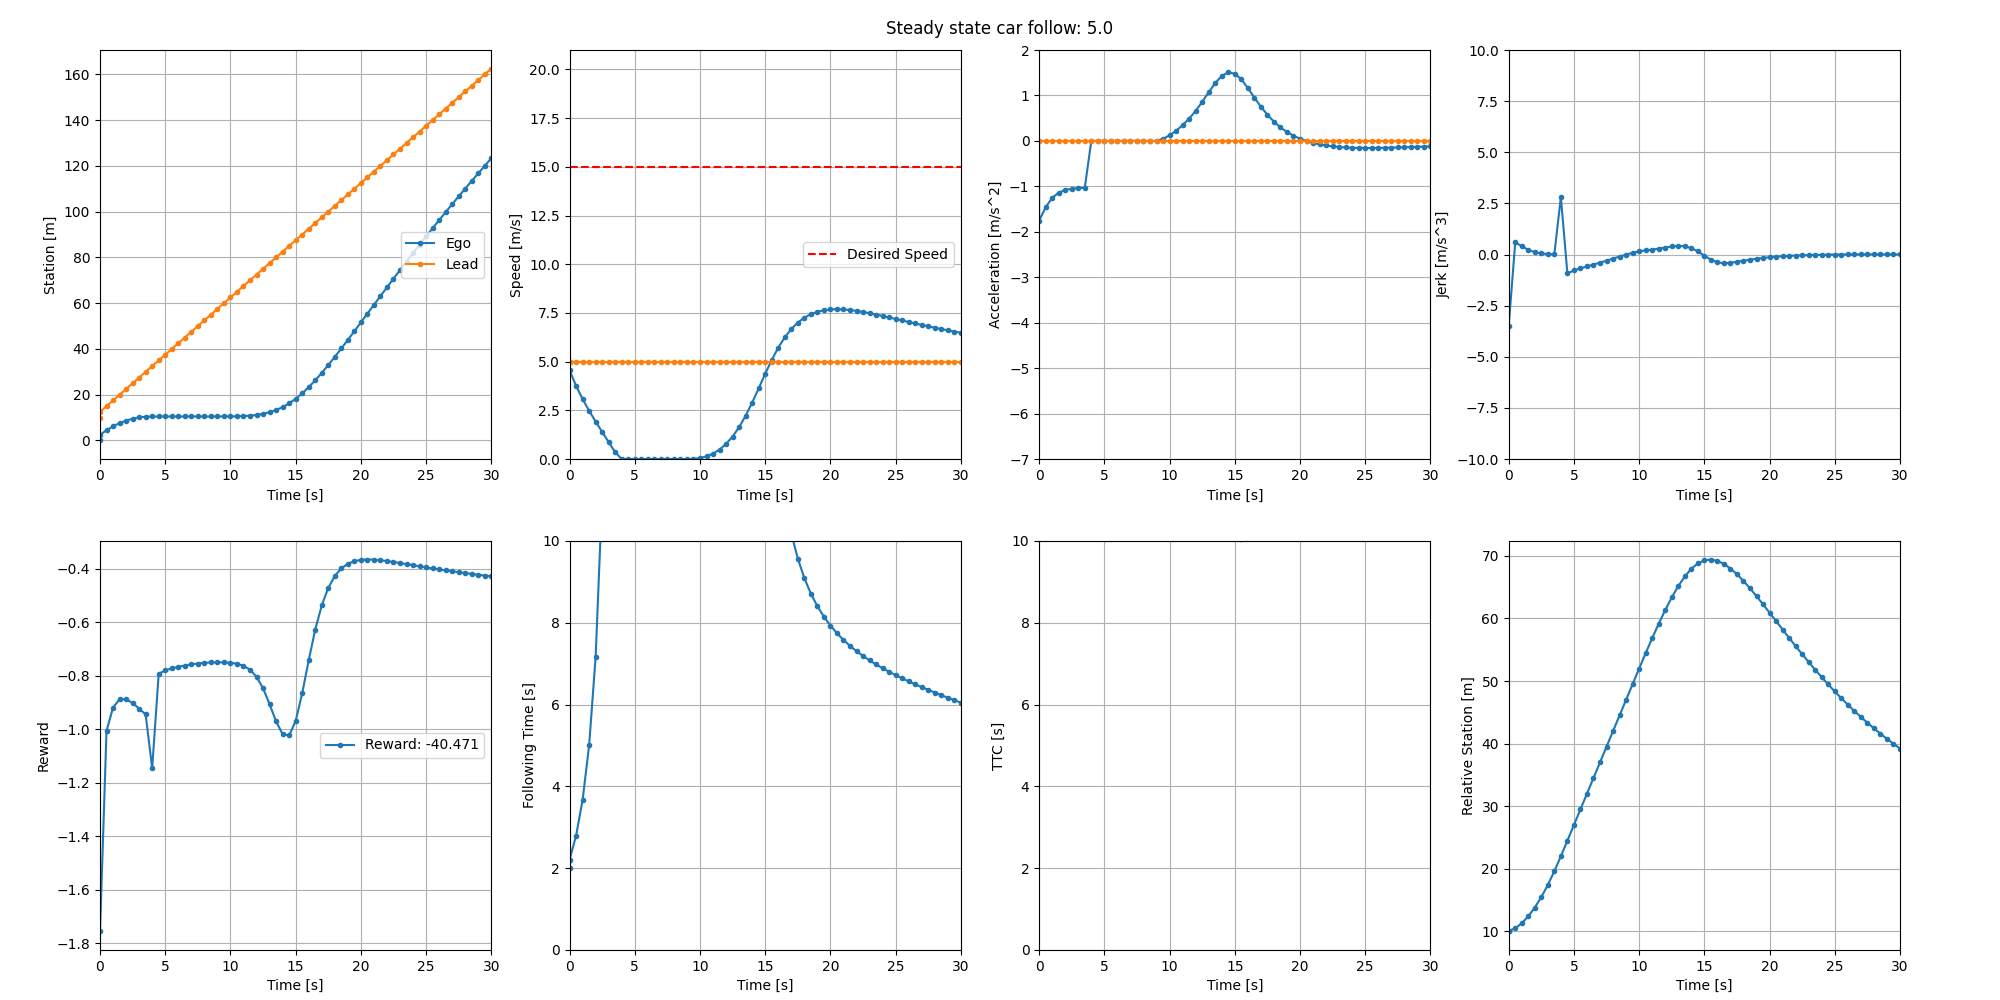 Steady state car follow: 5.0
160
140
120
100
80
60
40
20
0
Station [m]
Ego
Lead
0 5 10 15 20 25 30
Time [s]
20.0
17.5
15.0
12.5
10.0
7.5
5.0
2.5
0.0
Speed [m/s]
Desired Speed
0 5 10 15 20 25 30
Time [s]
2
1
0
−1
−2
−3
−4
−5
−6
−7
Acceleration [m/s^2]
0 5 10 15 20 25 30
Time [s]
10.0
7.5
5.0
2.5
0.0
−2.5
−5.0
−7.5
−10.0
Jerk [m/s^3]
0 5 10 15 20 25 30
Time [s]
−0.4
−0.6
−0.8
−1.0
−1.2
−1.4
−1.6
−1.8
Reward
Reward: -40.471
0 5 10 15 20 25 30
Time [s]
10
8
6
4
2
0
Following Time [s]
0 5 10 15 20 25 30
Time [s]
10
8
6
4
2
0
TTC [s]
0 5 10 15 20 25 30
Time [s]
70
60
50
40
30
20
10
Relative Station [m]
0 5 10 15 20 25 30
Time [s]